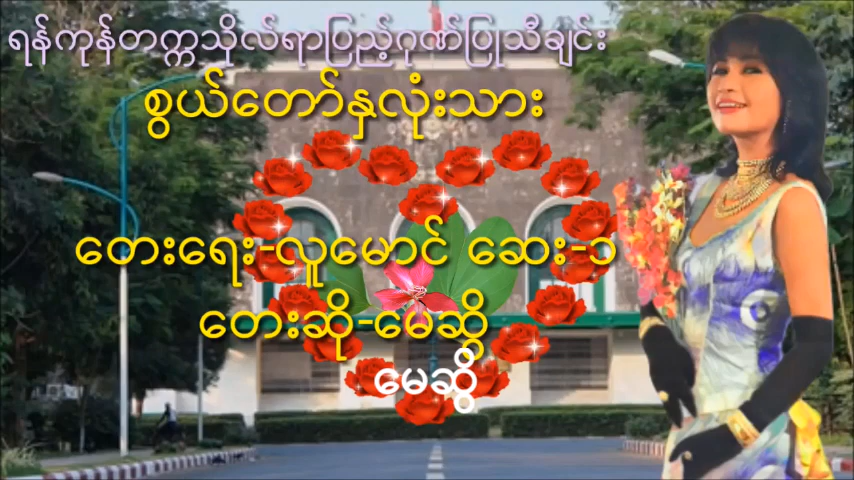 ရန်ကုန်တက္ကသိုလ်ရာပြည့်ဂုဏ်ပြုသီချင်း
စွယ်တော်နှလုံးသား
တေးရေး-လူမောင် ဆေး-၁
တေးဆို-မေဆွိ
မေဆွိ